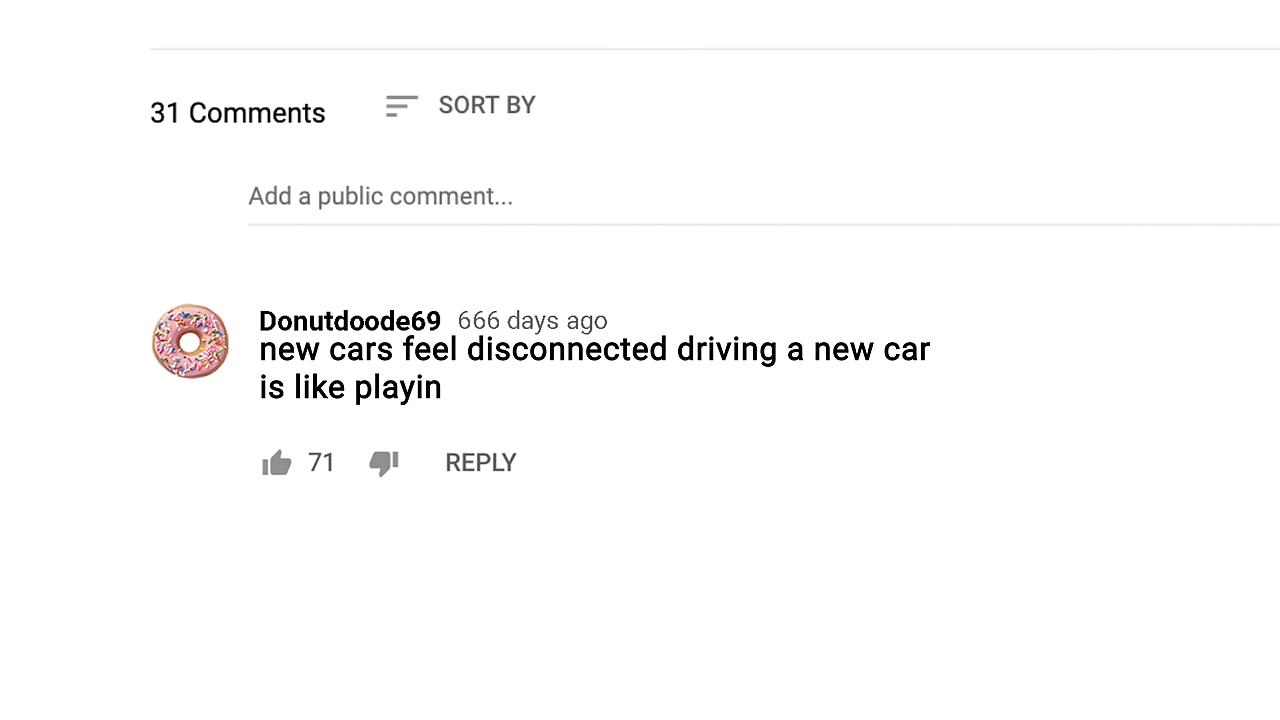 31 Comments
SORT BY
Add a public comment...
Donutdoode69 666 days ago
new cars feel disconnected driving a new car
is like playin
71
REPLY